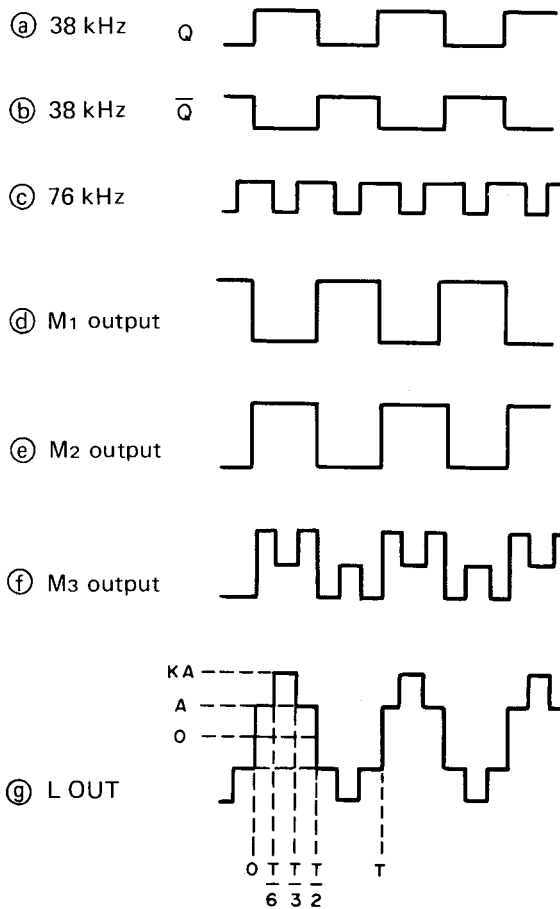 ⓐ 38 kHz Q
ⓑ 38 kHz Q̅
ⓒ 76 kHz
ⓓ M1 output
ⓔ M2 output
ⓕ M3 output
KA
A
O
ⓖ L OUT
O T/6 T/3 T/2 T